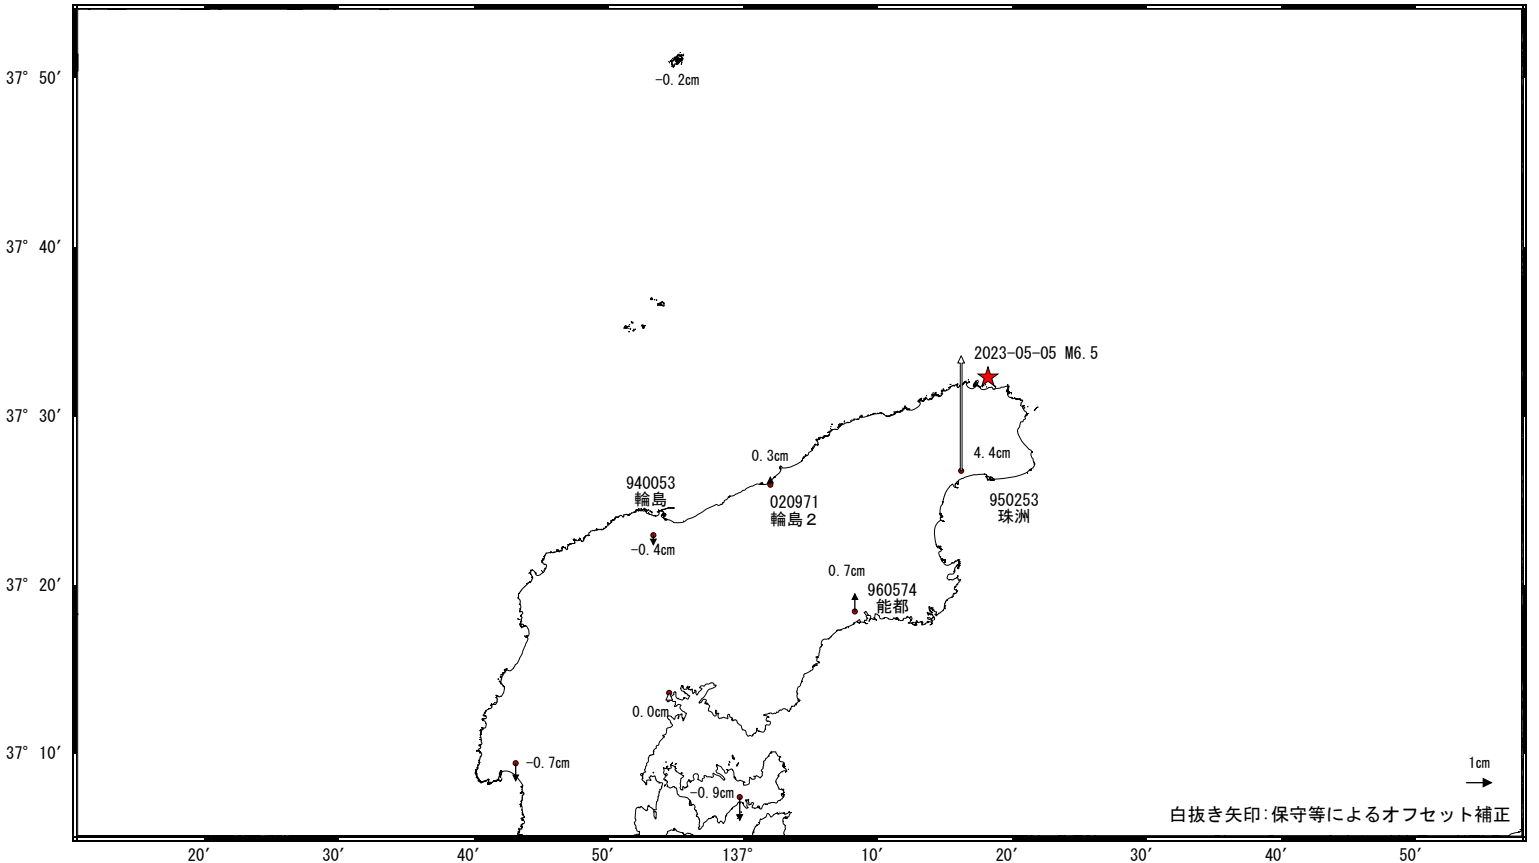 37° 50′
-0.2cm
37° 40′
2023-05-05 M6.5
37° 30′
4.4cm
0.3cm
940053
輪島
950253
珠洲
020971
輪島２
-0.4cm
0.7cm
37° 20′
960574
能都
0.0cm
37° 10′
-0.7cm
1cm
-0.9cm
白抜き矢印:保守等によるオフセット補正
20′ 30′ 40′ 50′ 137° 10′ 20′ 30′ 40′ 50′